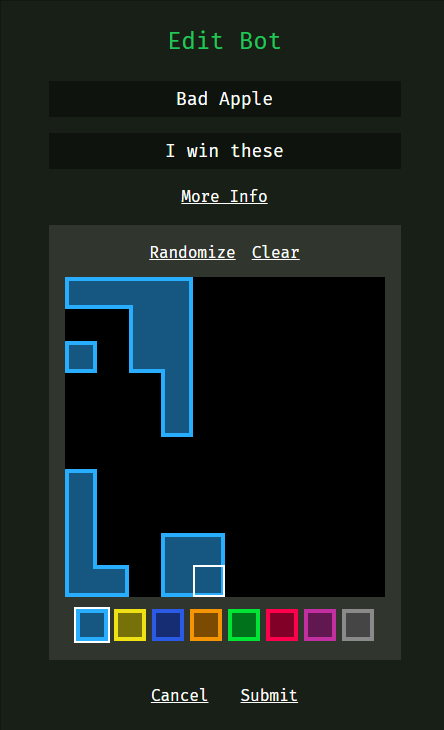 Edit Bot
Bad Apple
I win these
More Info
Randomize Clear
Cancel Submit